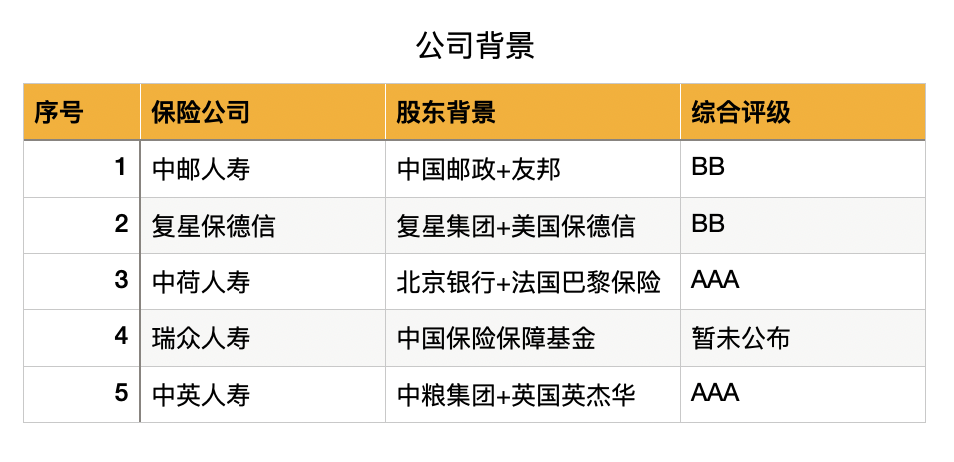 公司背景
序号 保险公司 股东背景 综合评级
1 中邮人寿 中国邮政+友邦 BB
2 复星保德信 复星集团+美国保德信 BB
3 中荷人寿 北京银行+法国巴黎保险 AAA
4 瑞众人寿 中国保险保障基金 暂未公布
5 中英人寿 中粮集团+英国英杰华 AAA